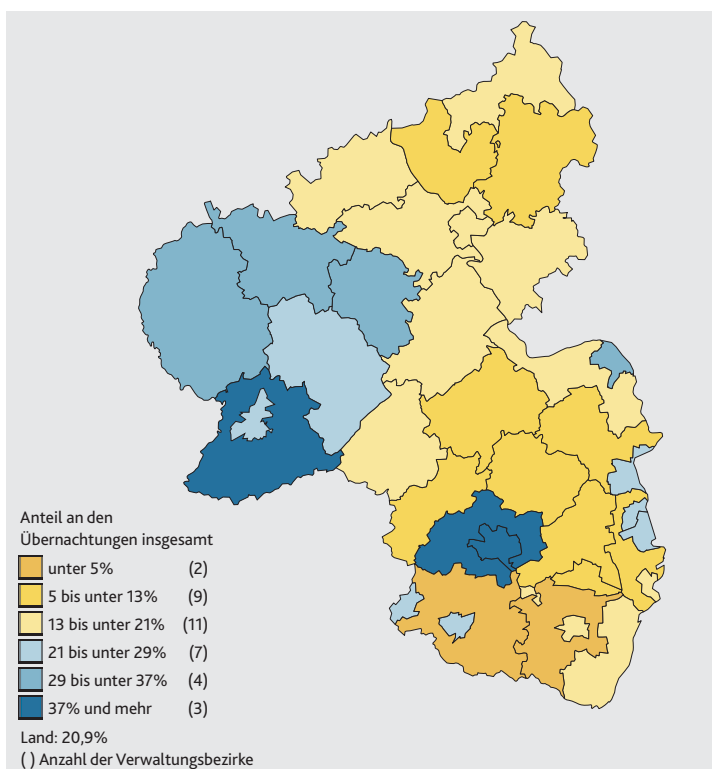 Anteil an den
Übernachtungen insgesamt
unter 5% (2)
5 bis unter 13% (9)
13 bis unter 21% (11)
21 bis unter 29% (7)
29 bis unter 37% (4)
37% und mehr (3)
Land: 20,9%
( ) Anzahl der Verwaltungsbezirke